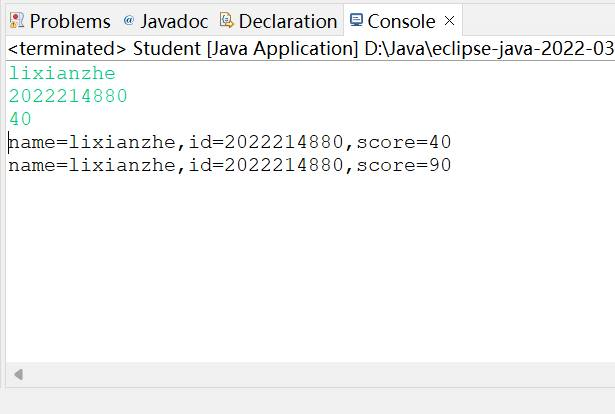 Problems @ Javadoc Declaration Console
<terminated> Student [Java Application] D:\Java\eclipse-java-2022-03
lixianzhe
2022214880
40
name=lixianzhe,id=2022214880,score=40
name=lixianzhe,id=2022214880,score=90